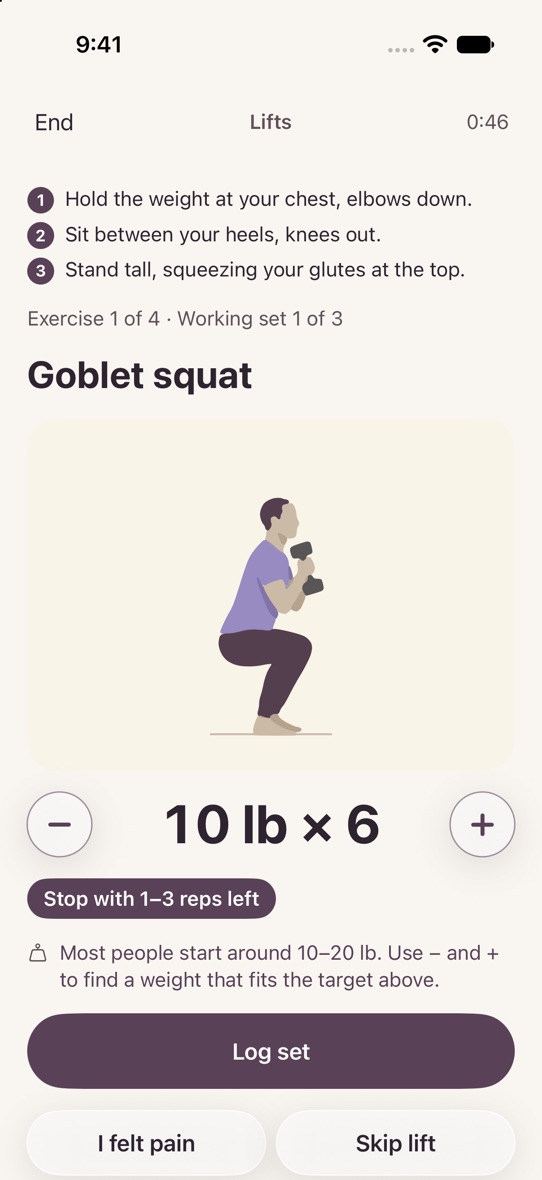 9:41
End
Lifts
0:46
1 Hold the weight at your chest, elbows down.
2 Sit between your heels, knees out.
3 Stand tall, squeezing your glutes at the top.
Exercise 1 of 4 · Working set 1 of 3
Goblet squat
− 10 lb × 6 +
Stop with 1–3 reps left
Most people start around 10–20 lb. Use − and +
to find a weight that fits the target above.
Log set
I felt pain
Skip lift